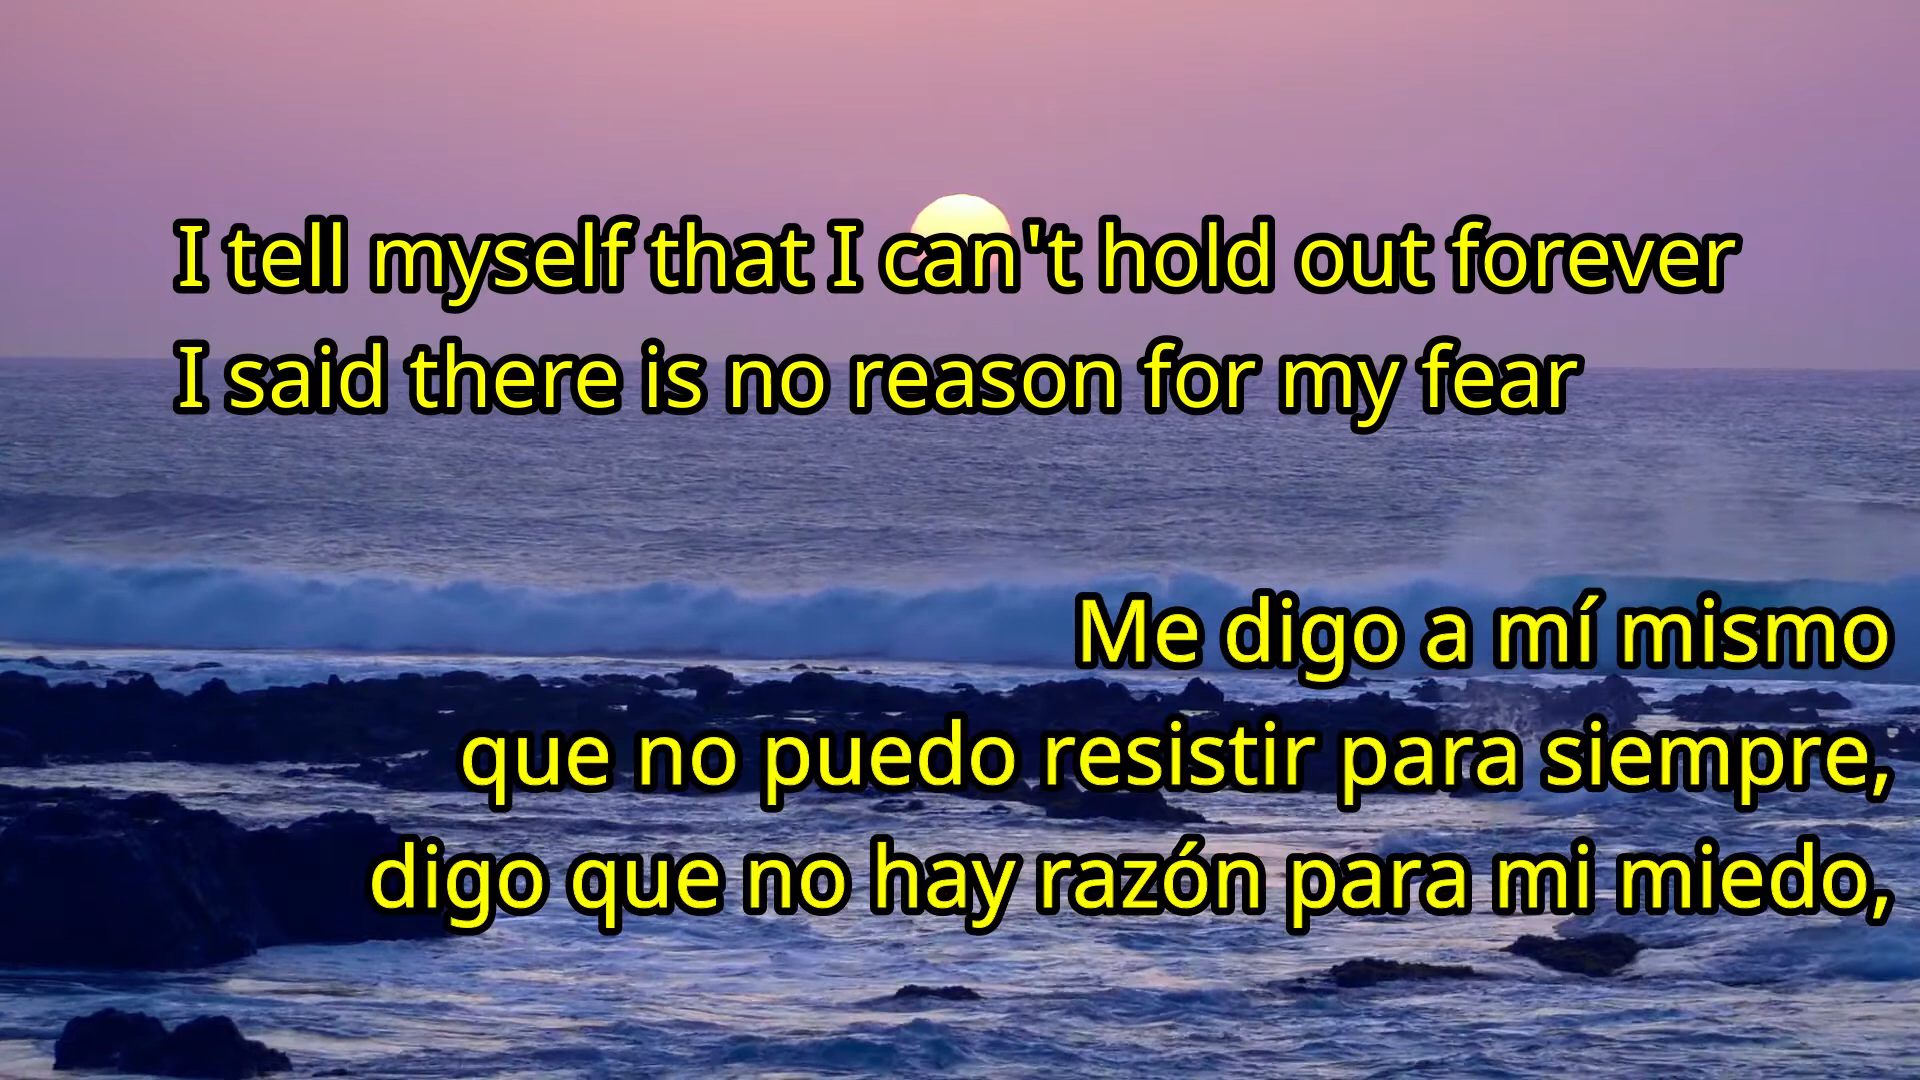 I tell myself that I can't hold out forever
I said there is no reason for my fear
Me digo a mí mismo
que no puedo resistir para siempre,
digo que no hay razón para mi miedo,